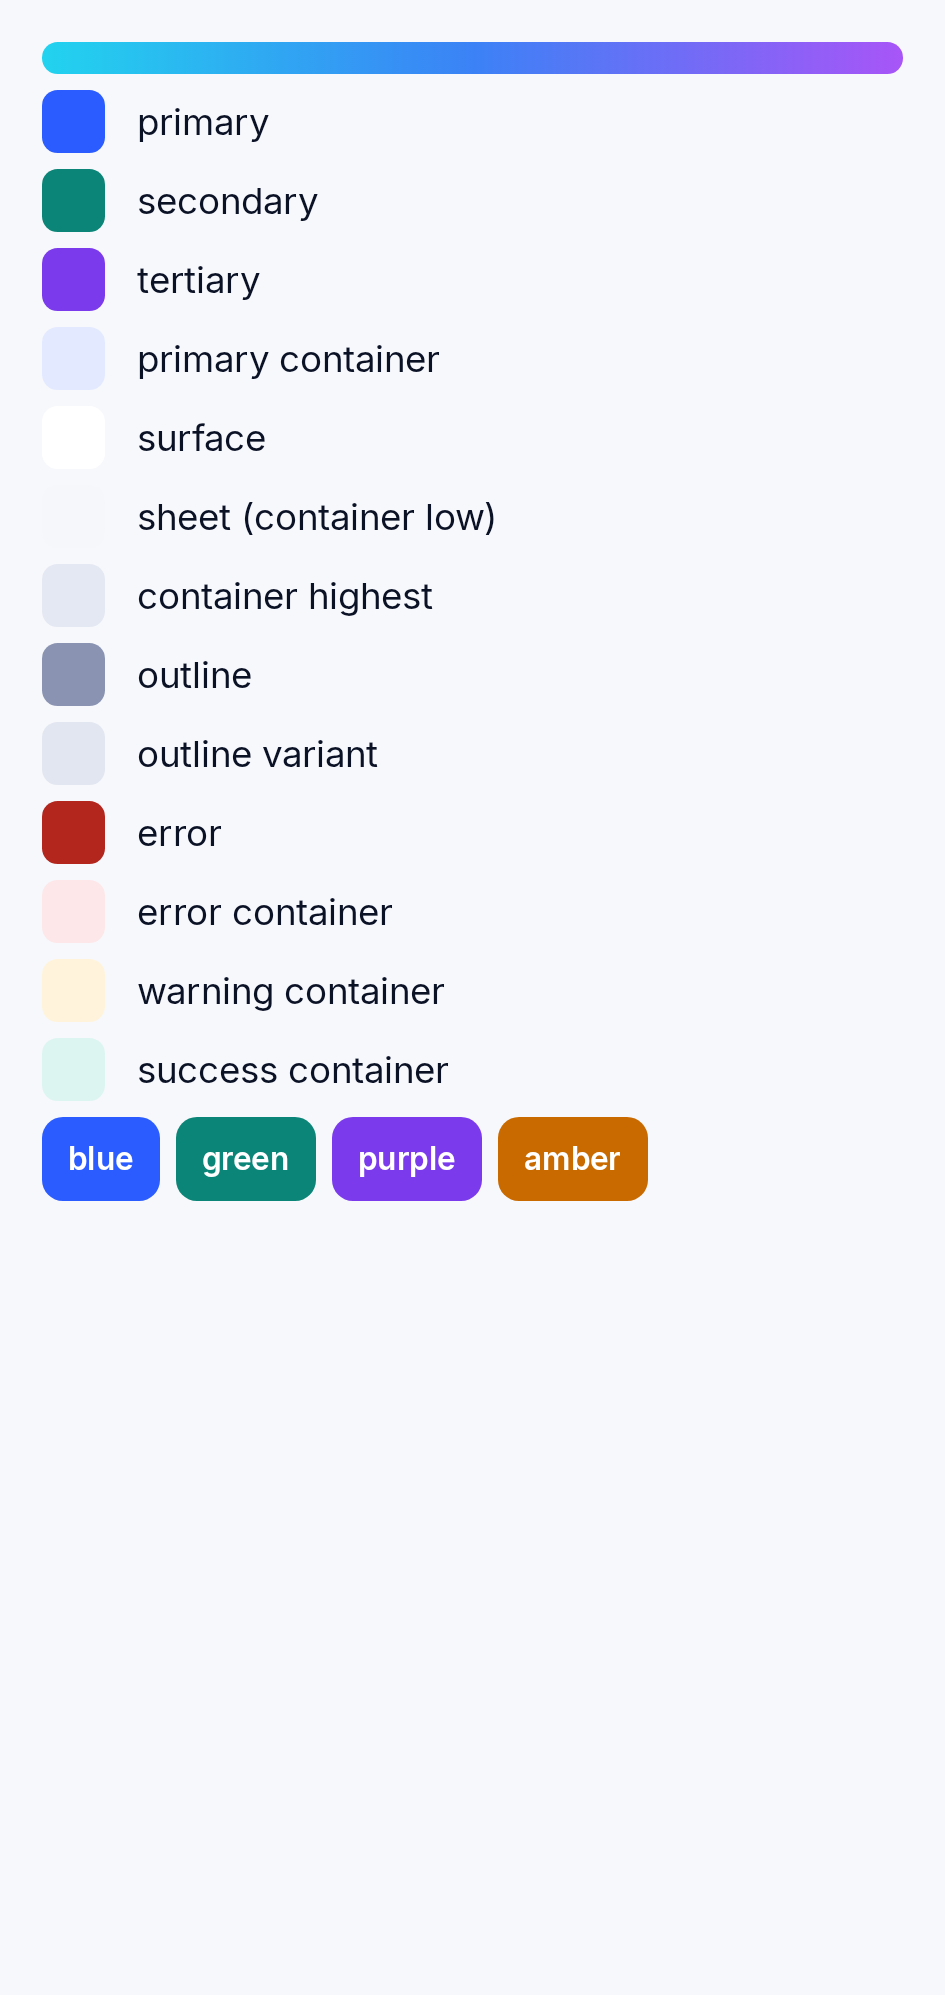 primary
secondary
tertiary
primary container
surface
sheet (container low)
container highest
outline
outline variant
error
error container
warning container
success container
blue green purple amber